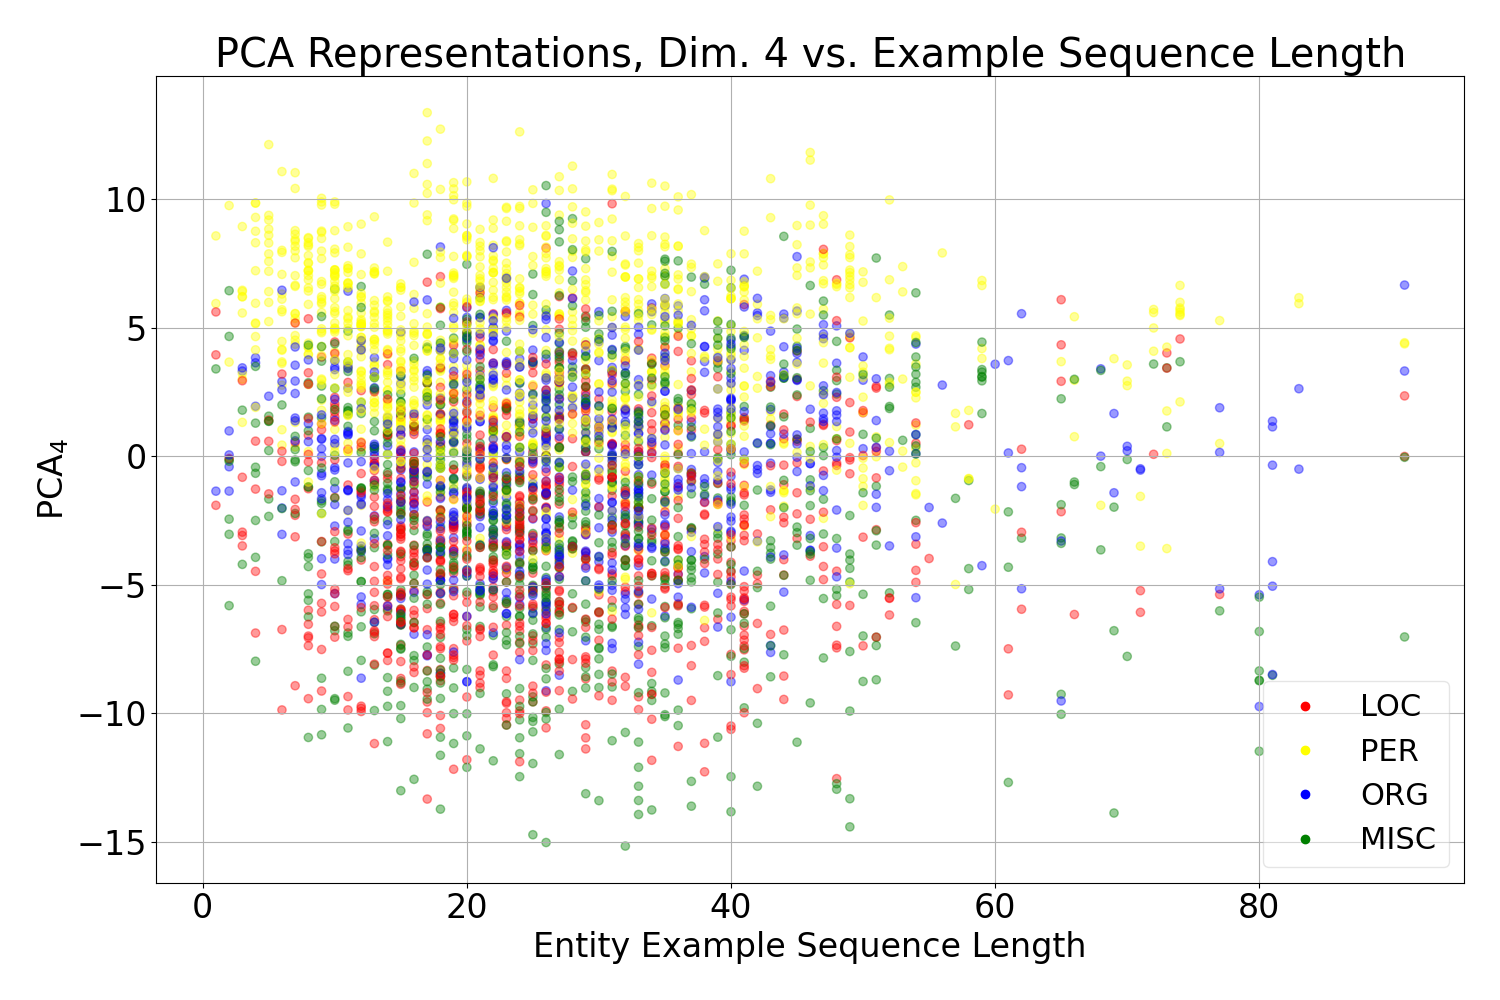 PCA Representations, Dim. 4 vs. Example Sequence Length
10
5
0
−5
−10
−15
PCA₄
0 20 40 60 80
Entity Example Sequence Length
LOC
PER
ORG
MISC